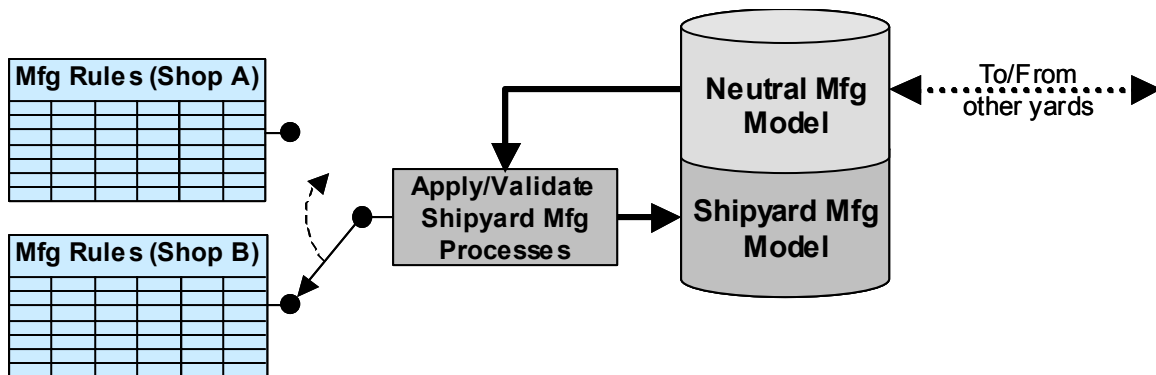 Mfg Rules (Shop A)
Mfg Rules (Shop B)
Apply/Validate
Shipyard Mfg
Processes
Neutral Mfg
Model
Shipyard Mfg
Model
To/From
other yards